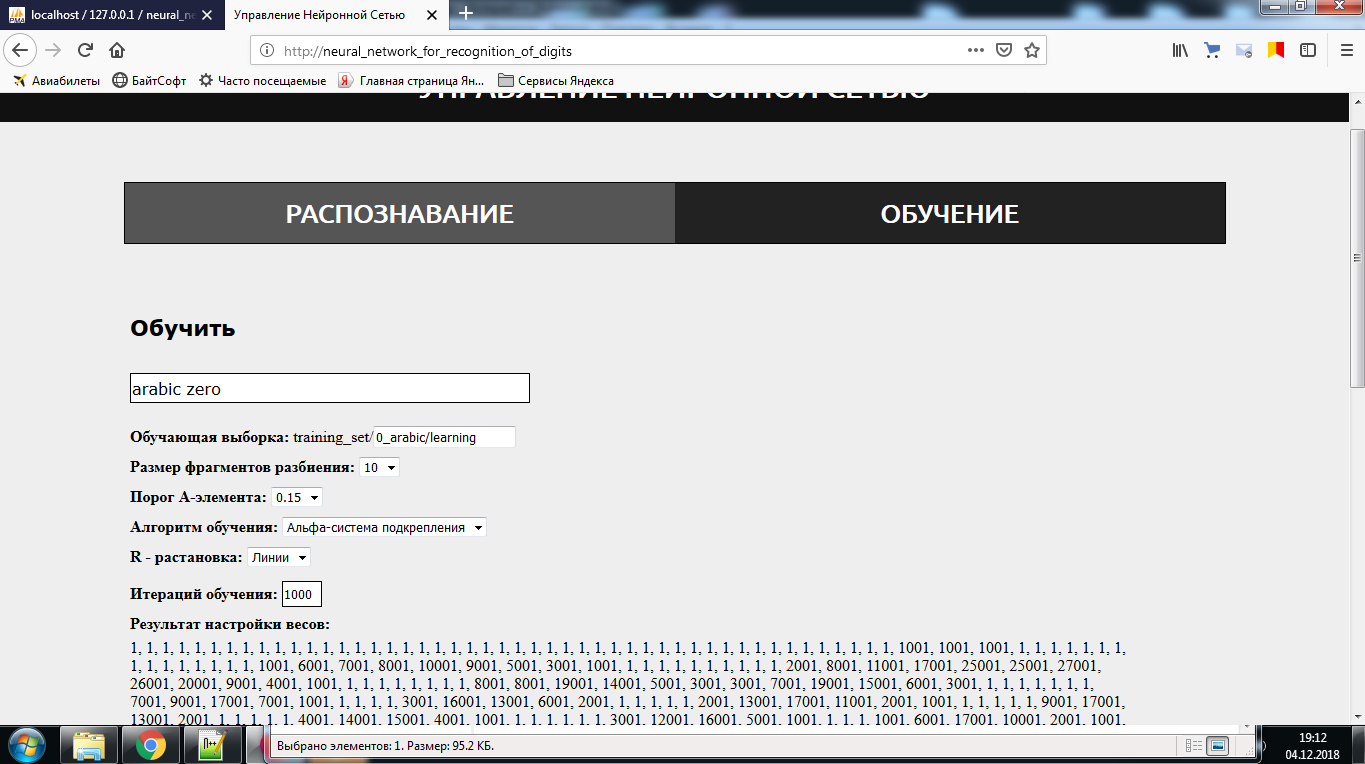 localhost / 127.0.0.1 / neural_ne
Управление Нейронной Сетью
http://neural_network_for_recognition_of_digits
Авиабилеты БайтСофт Часто посещаемые Главная страница Ян... Сервисы Яндекса
УПРАВЛЕНИЕ НЕЙРОННОЙ СЕТЬЮ
РАСПОЗНАВАНИЕ ОБУЧЕНИЕ
Обучить
arabic zero
Обучающая выборка: training_set/0_arabic/learning
Размер фрагментов разбиения: 10
Порог А-элемента: 0.15
Алгоритм обучения: Альфа-система подкрепления
R - растановка: Линии
Итераций обучения: 1000
Результат настройки весов:
1, 1, 1, 1, 1, 1, 1, 1, 1, 1, 1, 1, 1, 1, 1, 1, 1, 1, 1, 1, 1, 1, 1, 1, 1, 1, 1, 1, 1, 1, 1, 1, 1, 1, 1, 1, 1, 1, 1, 1, 1, 1, 1, 1, 1, 1, 1, 1, 1001, 1001, 1001, 1, 1, 1, 1, 1, 1, 1,
1, 1, 1, 1, 1, 1, 1, 1, 1001, 6001, 7001, 8001, 10001, 9001, 5001, 3001, 1001, 1, 1, 1, 1, 1, 1, 1, 1, 1, 1, 2001, 8001, 11001, 17001, 25001, 25001, 27001,
26001, 20001, 9001, 4001, 1001, 1, 1, 1, 1, 1, 1, 1, 1, 8001, 8001, 19001, 14001, 5001, 3001, 3001, 7001, 19001, 15001, 6001, 3001, 1, 1, 1, 1, 1, 1, 1,
7001, 9001, 17001, 7001, 1001, 1, 1, 1, 1, 3001, 16001, 13001, 6001, 2001, 1, 1, 1, 1, 1, 2001, 13001, 17001, 11001, 2001, 1001, 1, 1, 1, 1, 1, 9001, 17001,
13001, 2001, 1, 1, 1, 1, 1, 4001, 14001, 15001, 4001, 1001, 1, 1, 1, 1, 1, 1, 3001, 12001, 16001, 5001, 1001, 1, 1, 1, 1, 1001, 6001, 17001, 10001, 2001, 1001,
Выбрано элементов: 1. Размер: 95.2 КБ.
19:12
04.12.2018